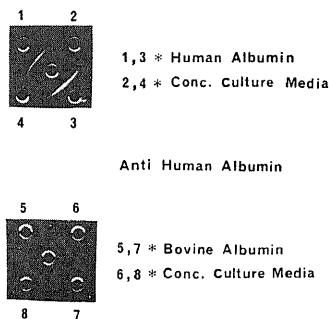 1 2
1,3 * Human Albumin
2,4 * Conc. Culture Media
4 3
Anti Human Albumin
5 6
5,7 * Bovine Albumin
6,8 * Conc. Culture Media
8 7